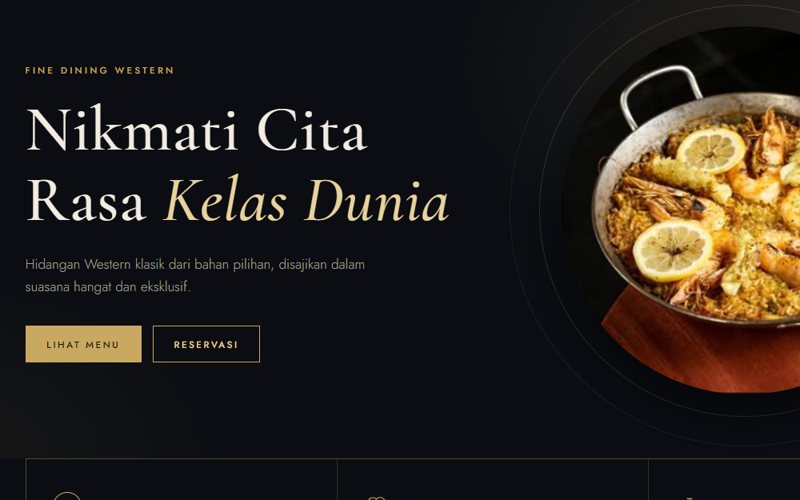 FINE DINING WESTERN
Nikmati Cita
Rasa Kelas Dunia
Hidangan Western klasik dari bahan pilihan, disajikan dalam
suasana hangat dan eksklusif.
LIHAT MENU
RESERVASI